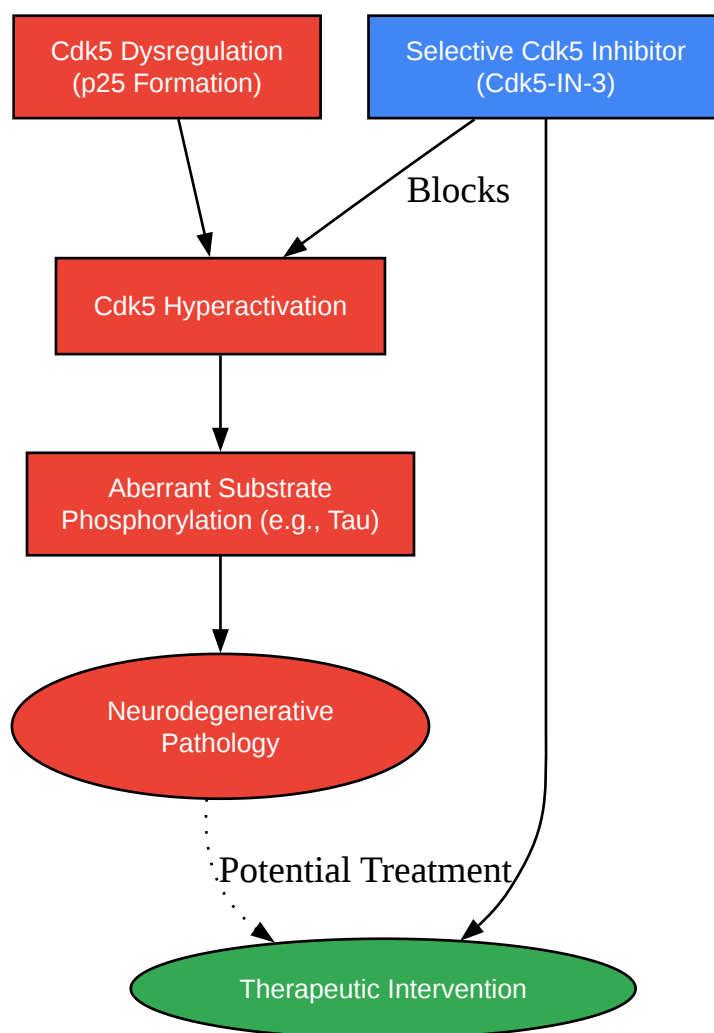 Cdk5 Dysregulation
(p25 Formation)
Selective Cdk5 Inhibitor
(Cdk5-IN-3)
Blocks
Cdk5 Hyperactivation
Aberrant Substrate
Phosphorylation (e.g., Tau)
Neurodegenerative
Pathology
Potential Treatment
Therapeutic Intervention